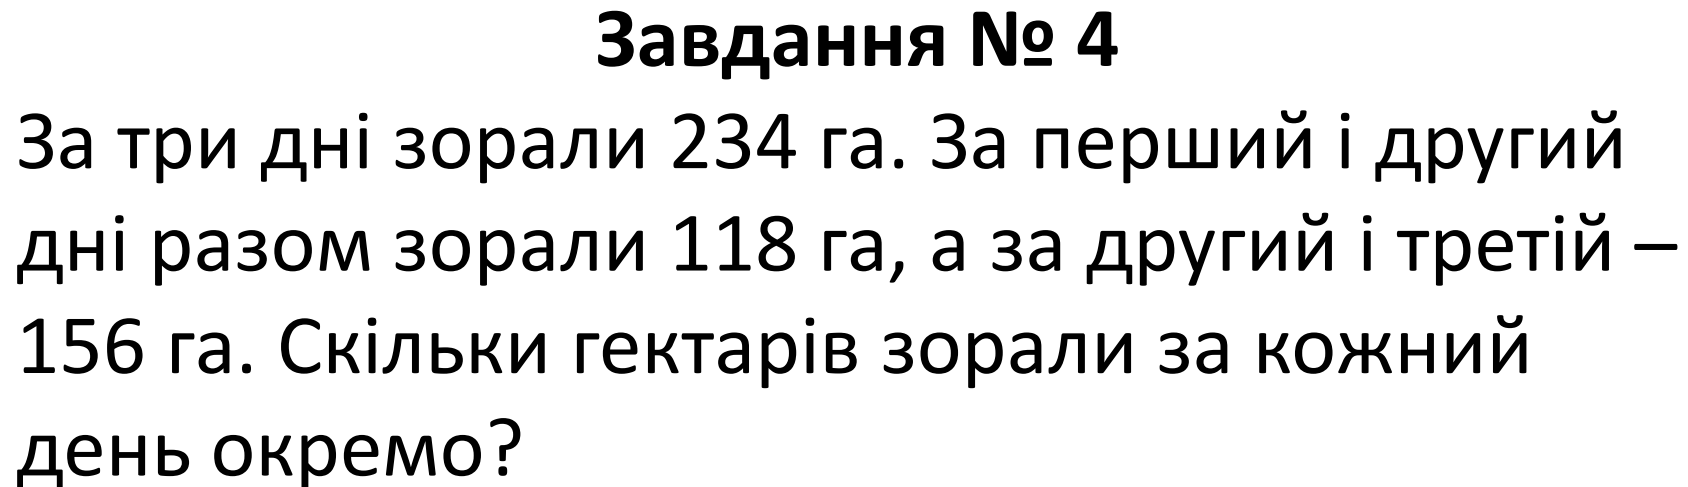 Завдання № 4
За три дні зорали 234 га. За перший і другий
дні разом зорали 118 га, а за другий і третій –
156 га. Скільки гектарів зорали за кожний
день окремо?